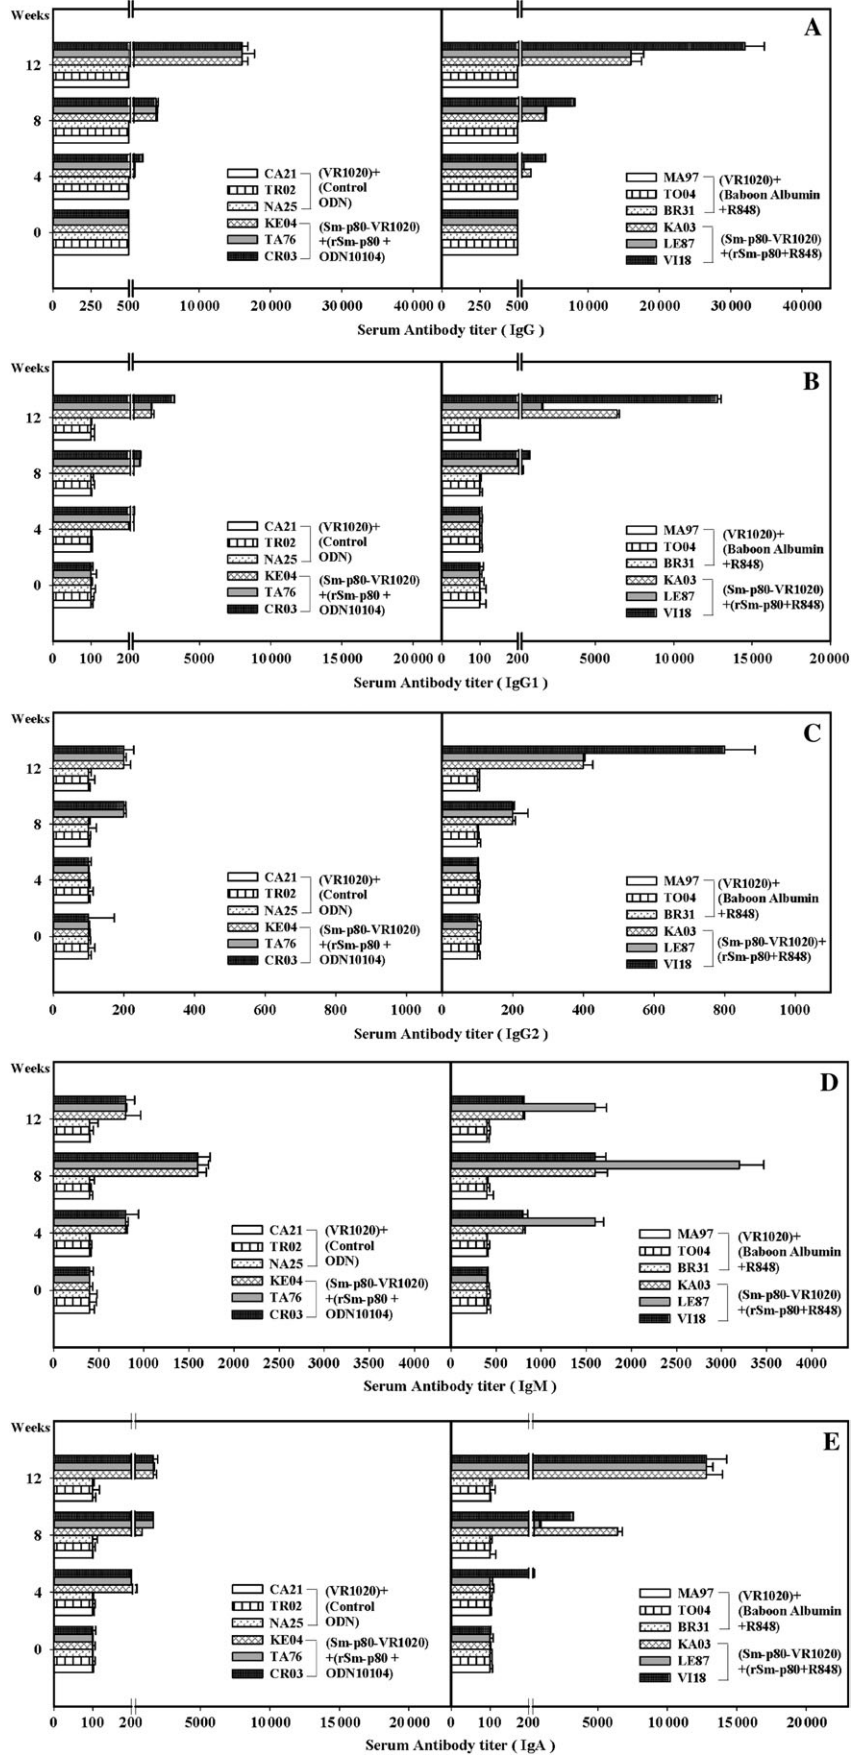 Weeks
A
12
8
4
0
CA21
TR02
NA25
KE04
TA76
CR03
(VR1020)+
(Control
ODN)
(Sm-p80-VR1020)
+(rSm-p80 +
ODN10104)
MA97
TO04
BR31
KA03
LE87
VI18
(VR1020)+
(Baboon Albumin
+R848)
(Sm-p80-VR1020)
+(rSm-p80+R848)
0 250 500 10 000 20 000 30 000 40 000 0 250 500 10 000 20 000 30 000 40 000
Serum Antibody titer ( IgG )
Weeks
B
12
8
4
0
CA21
TR02
NA25
KE04
TA76
CR03
(VR1020)+
(Control
ODN)
(Sm-p80-VR1020)
+(rSm-p80 +
ODN10104)
MA97
TO04
BR31
KA03
LE87
VI18
(VR1020)+
(Baboon Albumin
+R848)
(Sm-p80-VR1020)
+(rSm-p80+R848)
0 100 200 5000 10 000 15 000 20 000 0 100 200 5000 10 000 15 000 20 000
Serum Antibody titer ( IgG1 )
Weeks
C
12
8
4
0
CA21
TR02
NA25
KE04
TA76
CR03
(VR1020)+
(Control
ODN)
(Sm-p80-VR1020)
+(rSm-p80 +
ODN10104)
MA97
TO04
BR31
KA03
LE87
VI18
(VR1020)+
(Baboon Albumin
+R848)
(Sm-p80-VR1020)+
(rSm-p80+R848)
0 200 400 600 800 1000 0 200 400 600 800 1000
Serum Antibody titer ( IgG2 )
Weeks
D
12
8
4
0
CA21
TR02
NA25
KE04
TA76
CR03
(VR1020)+
(Control
ODN)
(Sm-p80-VR1020)
+(rSm-p80 +
ODN10104)
MA97
TO04
BR31
KA03
LE87
VI18
(VR1020)+
(Baboon Albumin
+R848)
(Sm-p80-VR1020)
+(rSm-p80+R848)
0 500 1000 1500 2000 2500 3000 3500 4000 0 500 1000 1500 2000 2500 3000 3500 4000
Serum Antibody titer ( IgM )
Weeks
E
12
8
4
0
CA21
TR02
NA25
KE04
TA76
CR03
(VR1020)+
(Control
ODN)
(Sm-p80-VR1020)
+(rSm-p80 +
ODN10104)
MA97
TO04
BR31
KA03
LE87
VI18
(VR1020)+
(Baboon Albumin
+R848)
(Sm-p80-VR1020)
+(rSm-p80+R848)
0 100 200 5000 10 000 15 000 20 000 0 100 200 5000 10 000 15 000 20 000
Serum Antibody titer ( IgA )